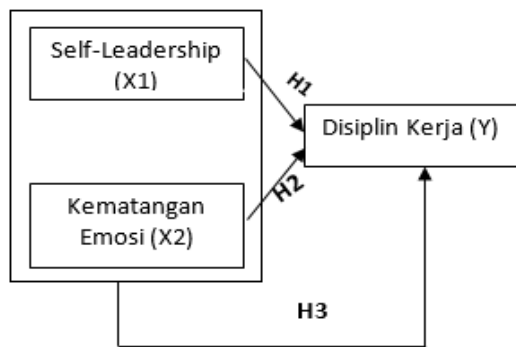 Self-Leadership
(X1)
H1
Disiplin Kerja (Y)
Kematangan
Emosi (X2)
H2
H3